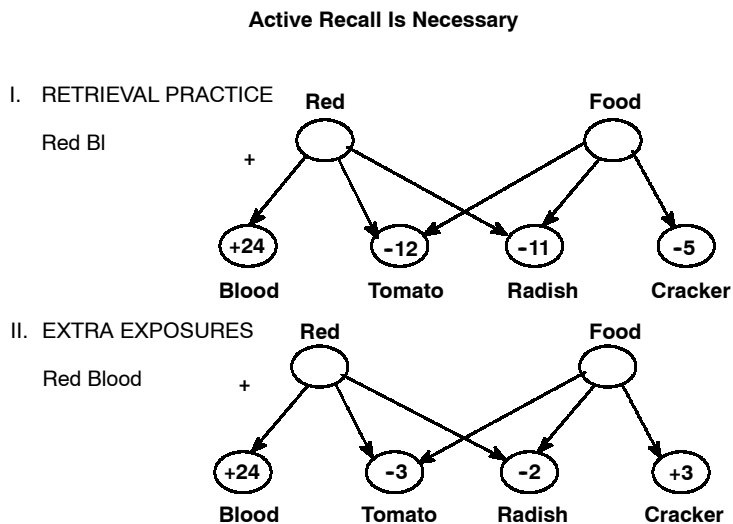 Active Recall Is Necessary
I. RETRIEVAL PRACTICE
Red Food
Red Bl
+
+24 -12 -11 -5
Blood Tomato Radish Cracker
II. EXTRA EXPOSURES
Red Food
Red Blood
+
+24 -3 -2 +3
Blood Tomato Radish Cracker